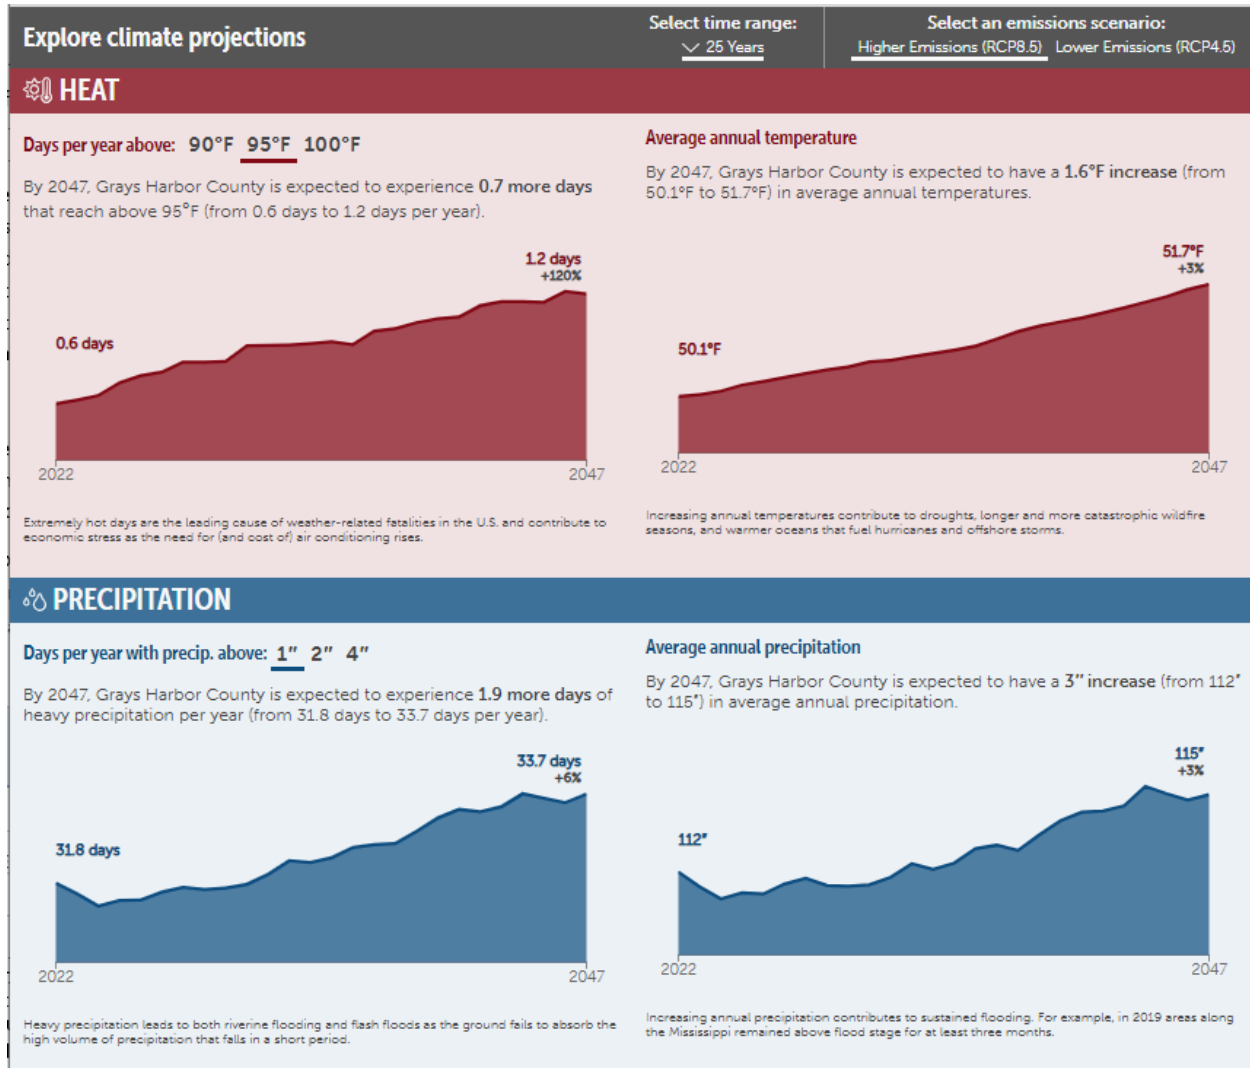 Explore climate projections
Select time range:
25 Years
Select an emissions scenario:
Higher Emissions (RCP8.5) Lower Emissions (RCP4.5)
HEAT
Days per year above: 90°F 95°F 100°F
By 2047, Grays Harbor County is expected to experience 0.7 more days
that reach above 95°F (from 0.6 days to 1.2 days per year).
1.2 days
+120%
0.6 days
2022
2047
Extremely hot days are the leading cause of weather-related fatalities in the U.S. and contribute to
economic stress as the need for (and cost of) air conditioning rises.
Average annual temperature
By 2047, Grays Harbor County is expected to have a 1.6°F increase (from
50.1°F to 51.7°F) in average annual temperatures.
51.7°F
+3%
50.1°F
2022
2047
Increasing annual temperatures contribute to droughts, longer and more catastrophic wildfire
seasons, and warmer oceans that fuel hurricanes and offshore storms.
PRECIPITATION
Days per year with precip. above: 1″ 2″ 4″
By 2047, Grays Harbor County is expected to experience 1.9 more days of
heavy precipitation per year (from 31.8 days to 33.7 days per year).
33.7 days
+6%
31.8 days
2022
2047
Heavy precipitation leads to both riverine flooding and flash floods as the ground fails to absorb the
high volume of precipitation that falls in a short period.
Average annual precipitation
By 2047, Grays Harbor County is expected to have a 3″ increase (from 112″
to 115″) in average annual precipitation.
115″
+3%
112″
2022
2047
Increasing annual precipitation contributes to sustained flooding. For example, in 2019 areas along
the Mississippi remained above flood stage for at least three months.